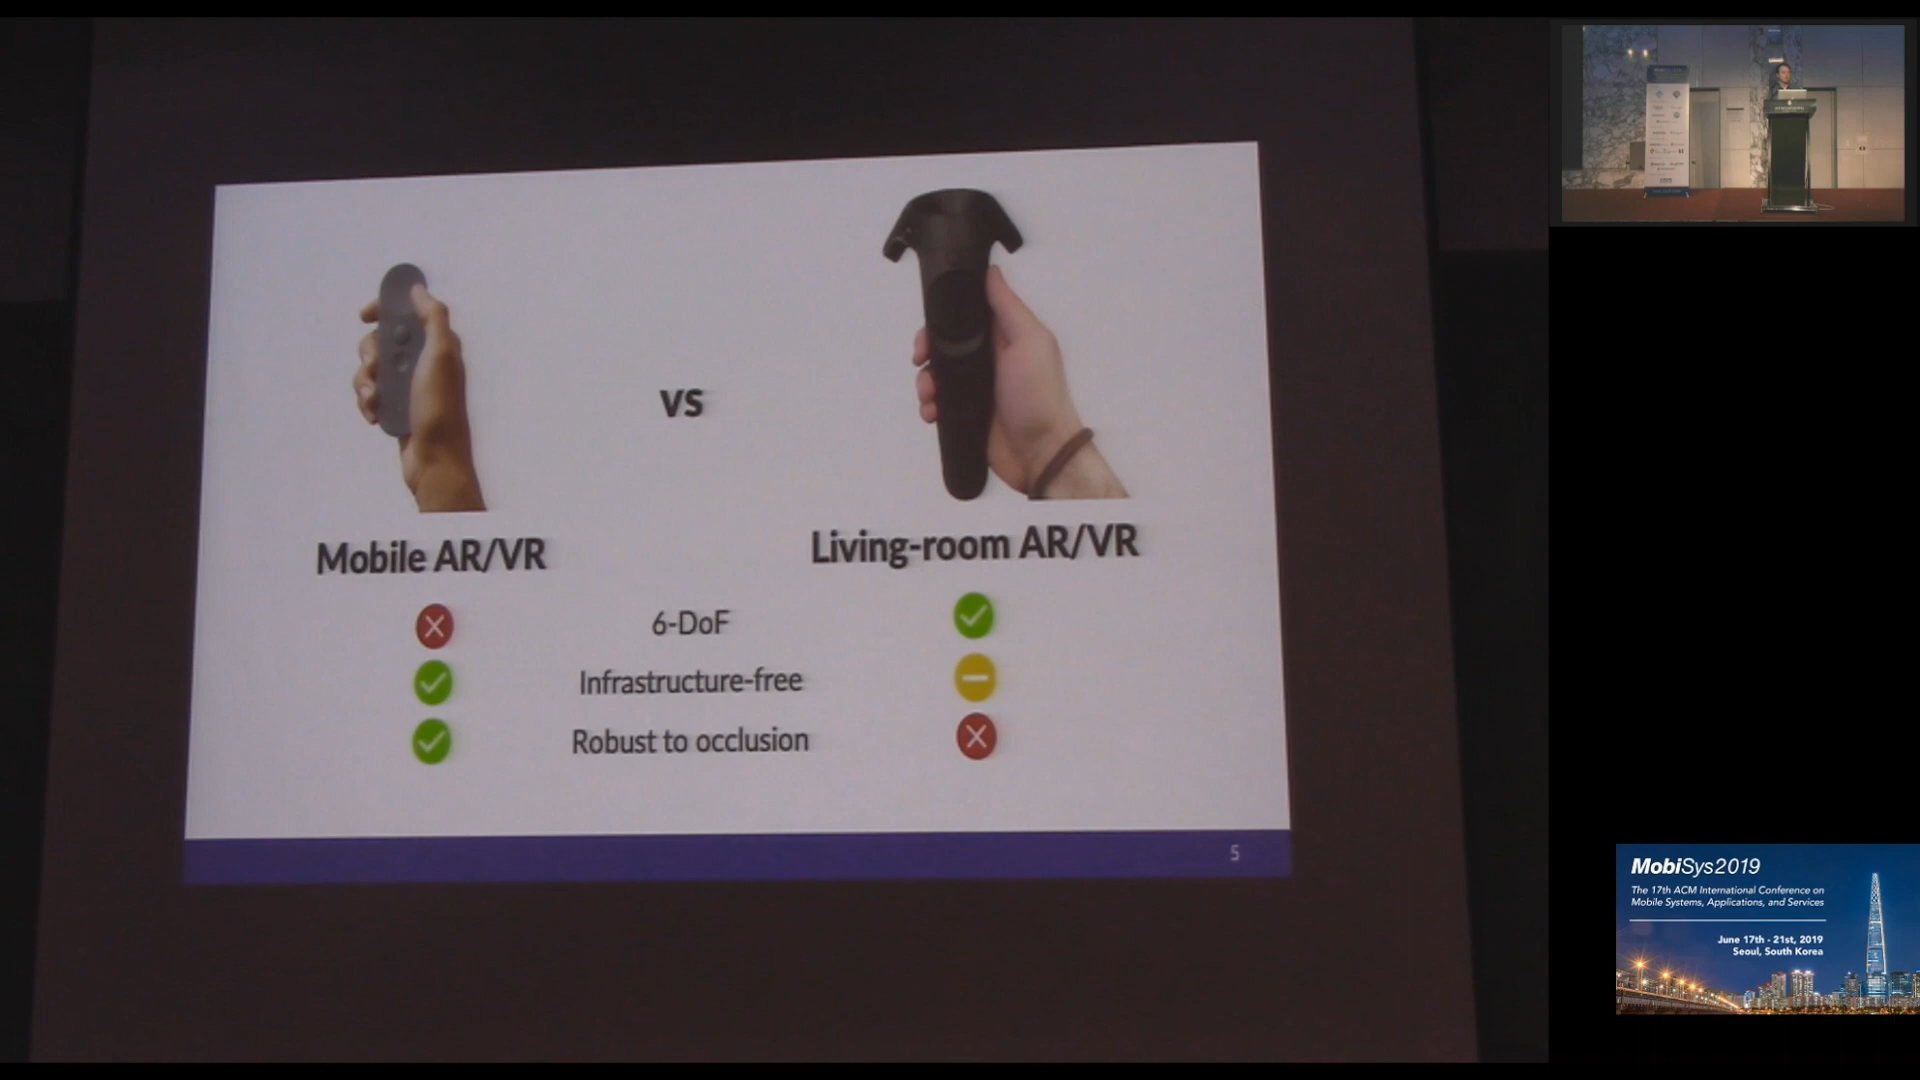 vs
Mobile AR/VR
Living-room AR/VR
6-DoF
Infrastructure-free
Robust to occlusion
5
MobiSys2019
The 17th ACM International Conference on
Mobile Systems, Applications, and Services
June 17th - 21st, 2019
Seoul, South Korea